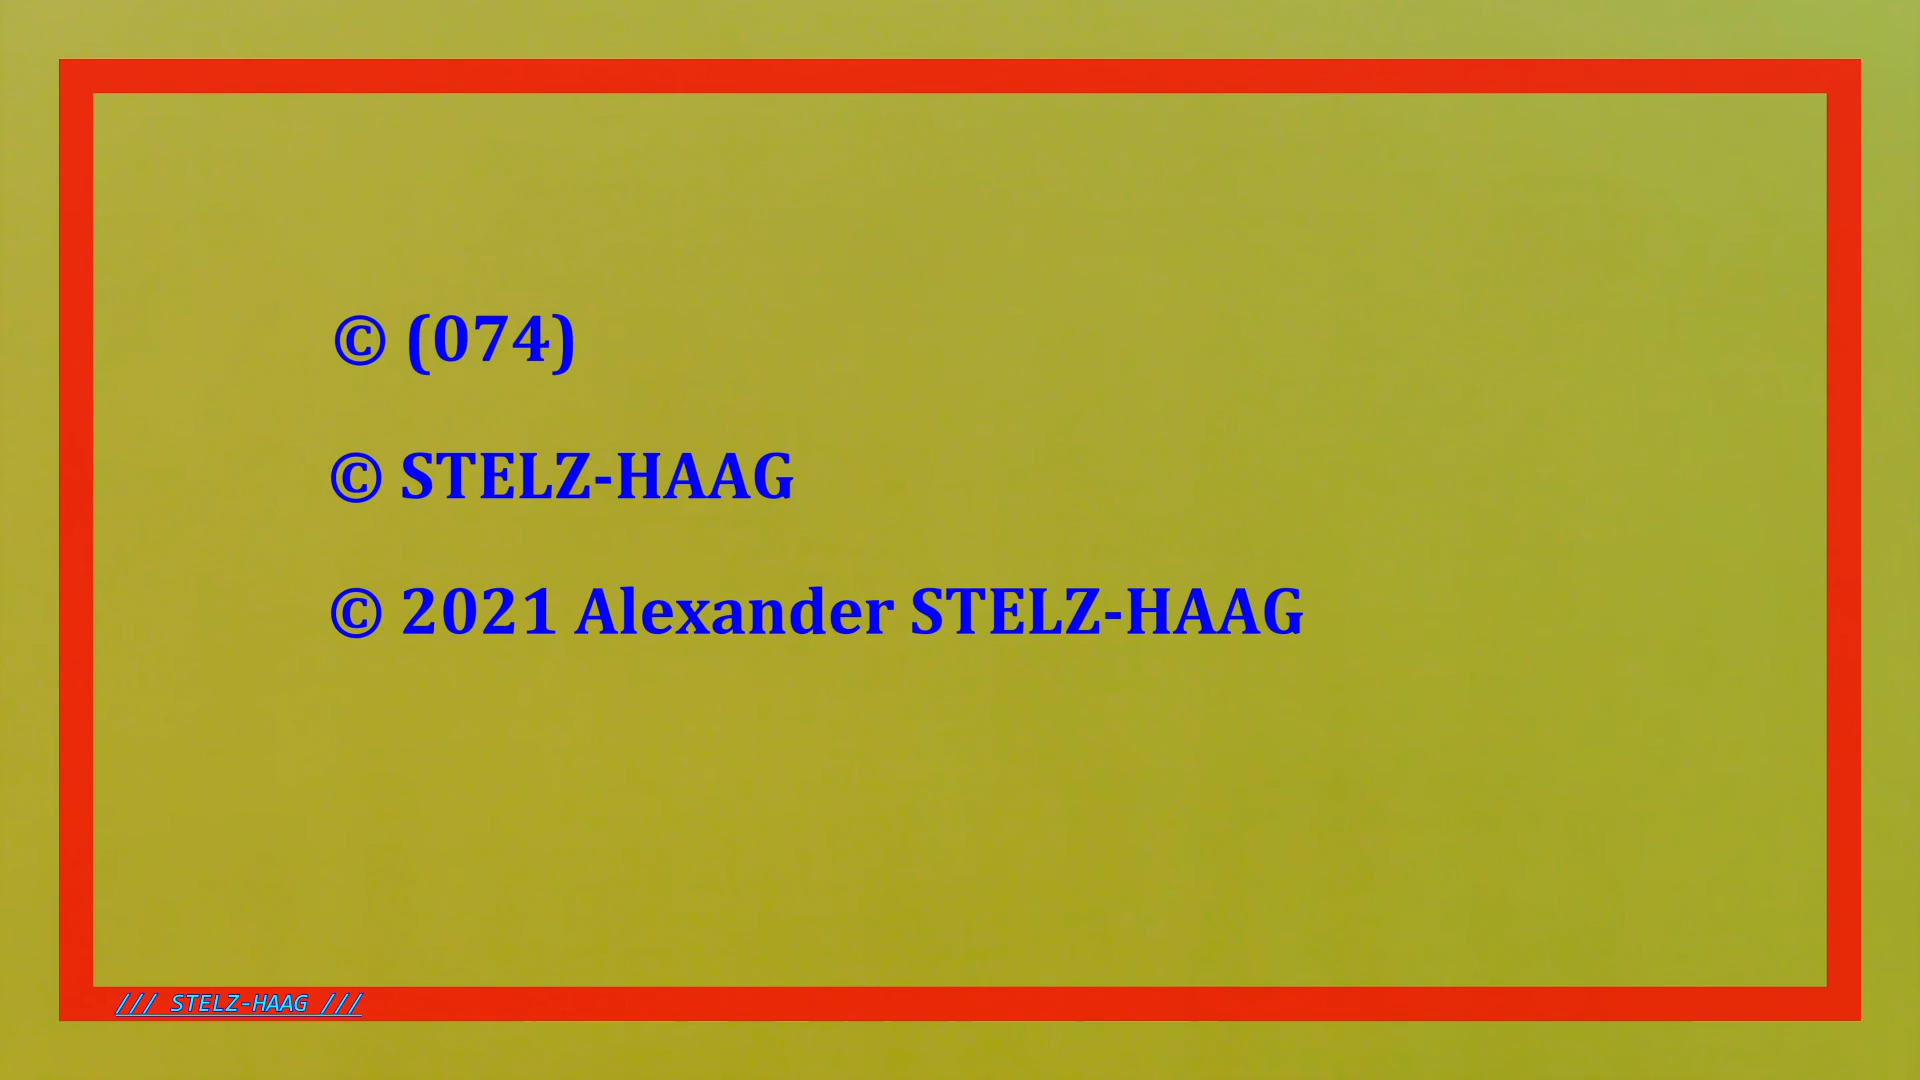 © (074)
© STELZ-HAAG
© 2021 Alexander STELZ-HAAG
/// STELZ-HAAG ///